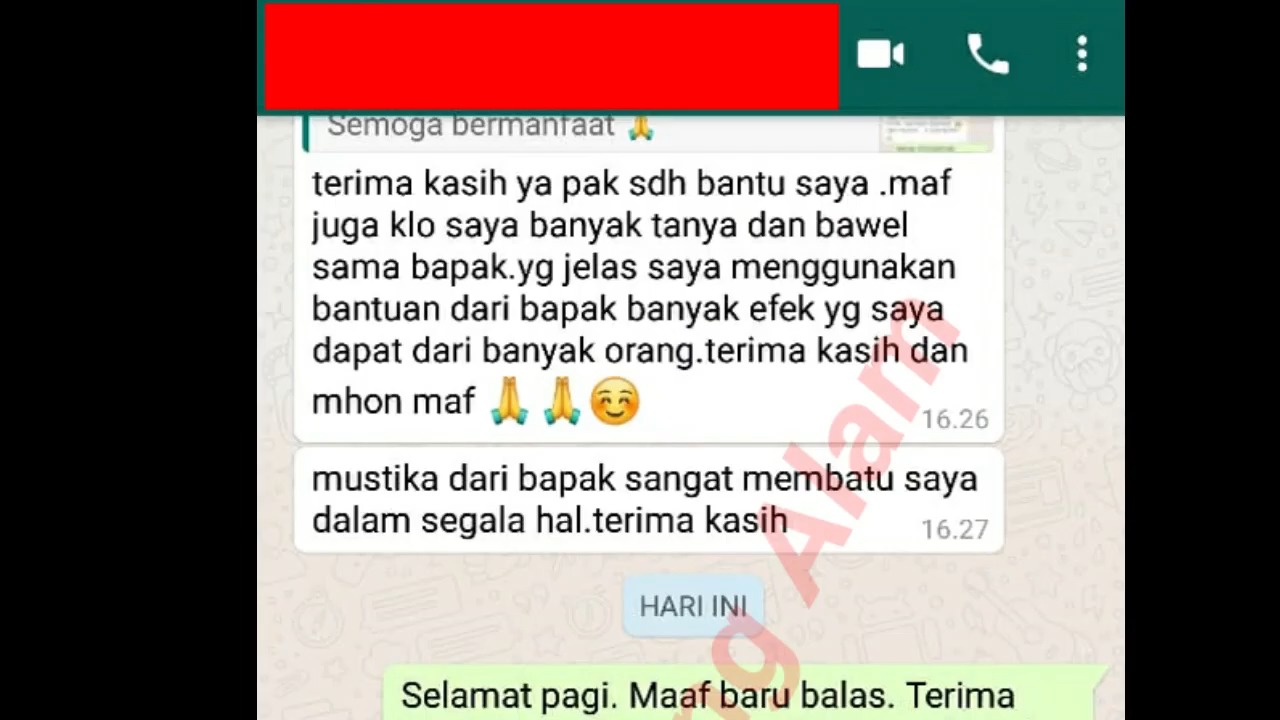 Semoga bermanfaat 🙏
terima kasih ya pak sdh bantu saya .maf
juga klo saya banyak tanya dan bawel
sama bapak.yg jelas saya menggunakan
bantuan dari bapak banyak efek yg saya
dapat dari banyak orang.terima kasih dan
mhon maf 🙏 🙏 ☺️
16.26
mustika dari bapak sangat membatu saya
dalam segala hal.terima kasih
16.27
HARI INI
Selamat pagi. Maaf baru balas. Terima
ng Alam